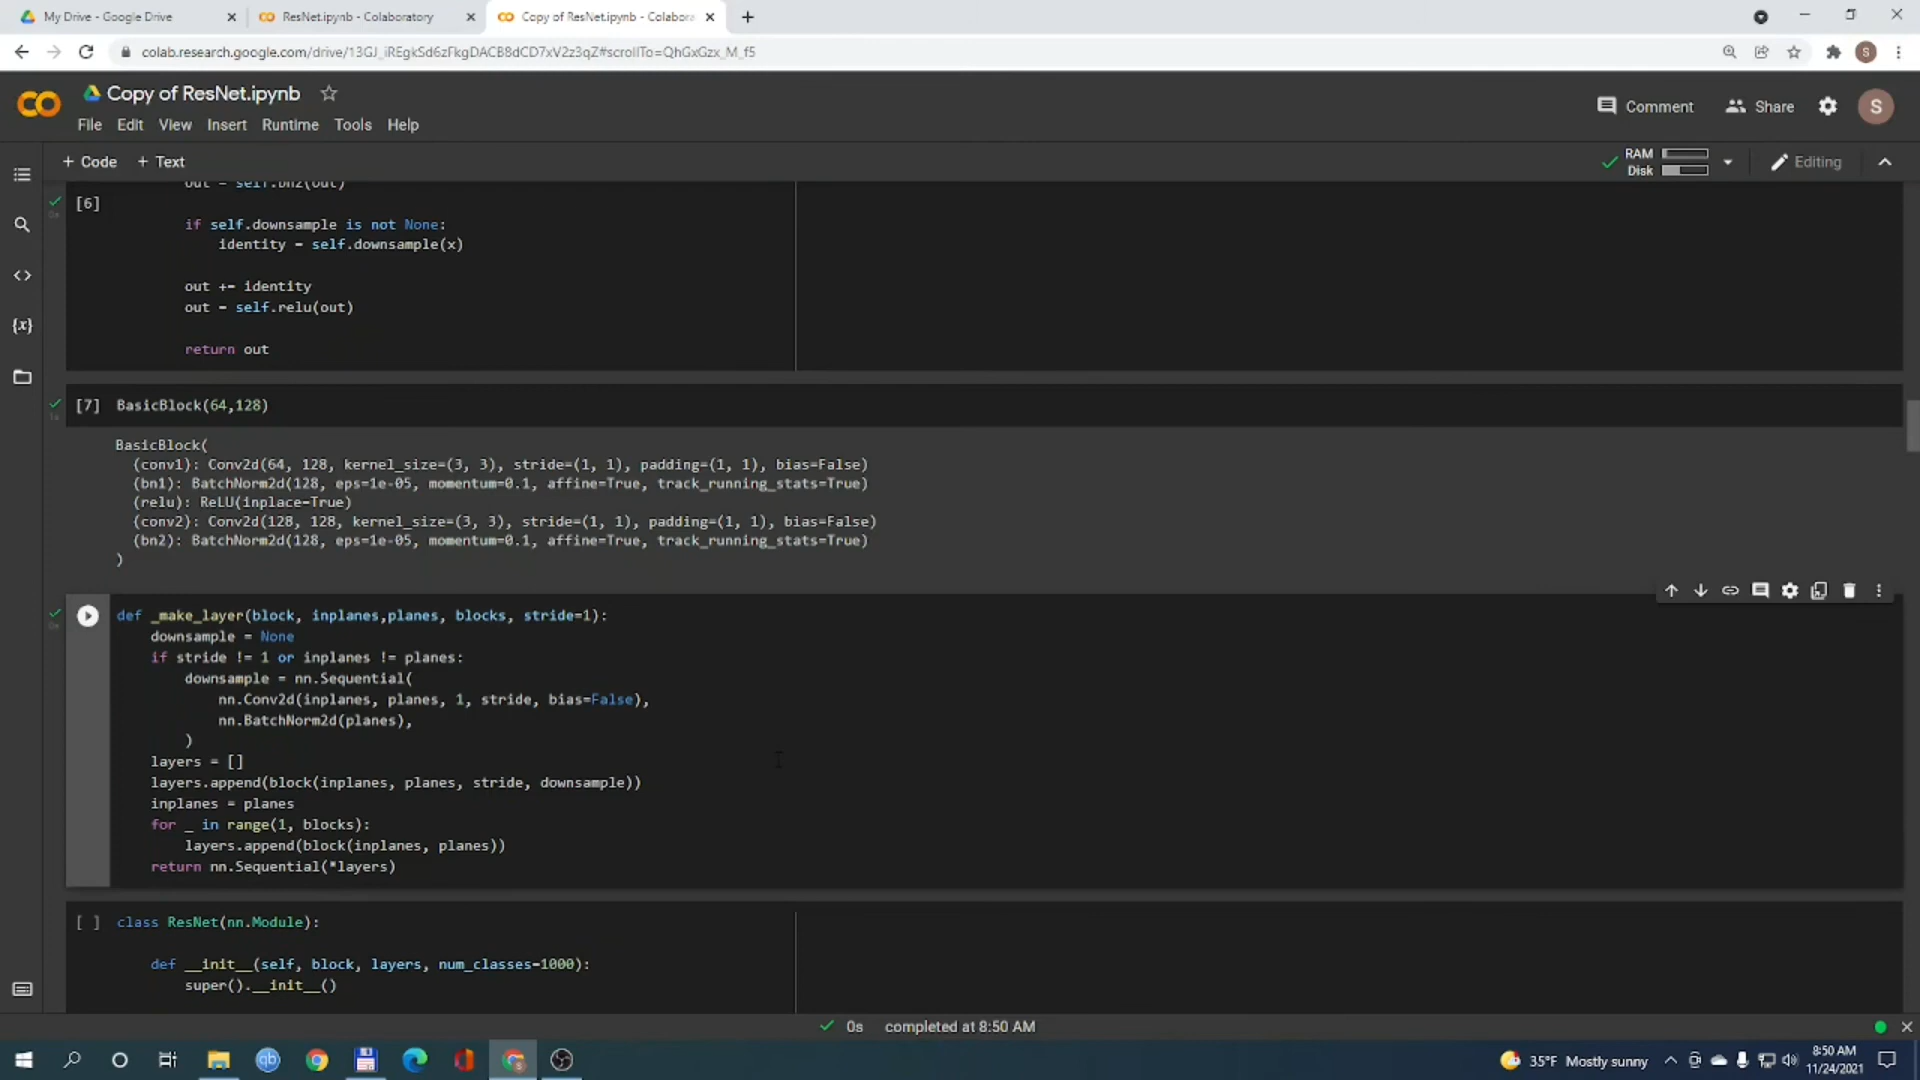 My Drive - Google Drive
ResNet.ipynb - Colaboratory
Copy of ResNet.ipynb - Colabora
colab.research.google.com/drive/13GJ_iREgkSd6zFkgDACB8dCD7xV2z3qZ#scrollTo=QhGxGzx_M_f5
S
CO
Copy of ResNet.ipynb
Comment
Share
S
File Edit View Insert Runtime Tools Help
+ Code + Text
RAM
Disk
Editing
out = self.bn2(out)
[6]
if self.downsample is not None:
identity = self.downsample(x)
out += identity
out = self.relu(out)
return out
[7] BasicBlock(64,128)
BasicBlock(
(conv1): Conv2d(64, 128, kernel_size=(3, 3), stride=(1, 1), padding=(1, 1), bias=False)
(bn1): BatchNorm2d(128, eps=1e-05, momentum=0.1, affine=True, track_running_stats=True)
(relu): ReLU(inplace=True)
(conv2): Conv2d(128, 128, kernel_size=(3, 3), stride=(1, 1), padding=(1, 1), bias=False)
(bn2): BatchNorm2d(128, eps=1e-05, momentum=0.1, affine=True, track_running_stats=True)
)
def _make_layer(block, inplanes,planes, blocks, stride=1):
downsample = None
if stride != 1 or inplanes != planes:
downsample = nn.Sequential(
nn.Conv2d(inplanes, planes, 1, stride, bias=False),
nn.BatchNorm2d(planes),
)
layers = []
layers.append(block(inplanes, planes, stride, downsample))
inplanes = planes
for _ in range(1, blocks):
layers.append(block(inplanes, planes))
return nn.Sequential(*layers)
[ ] class ResNet(nn.Module):
def __init__(self, block, layers, num_classes=1000):
super().__init__()
0s completed at 8:50 AM
qb
35°F Mostly sunny
8:50 AM
11/24/2021